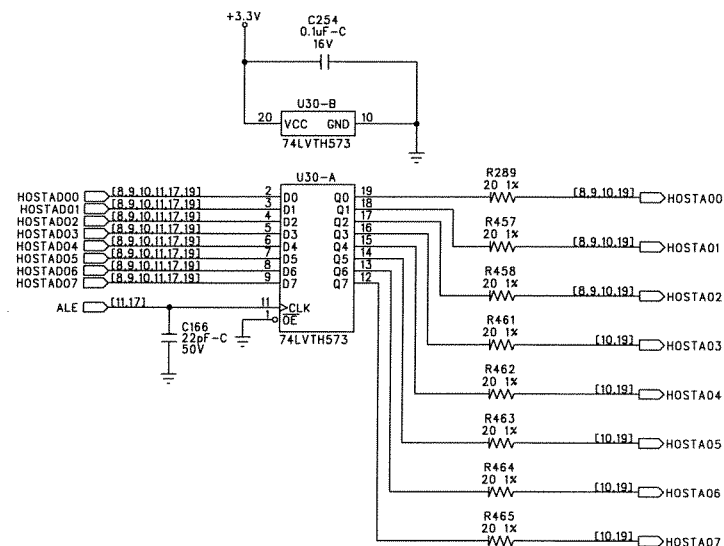 +3.3V
C254
0.1uF-C
16V
U30-B
20 VCC GND 10
74LVTH573
U30-A
HOSTAD00 [8,9,10,11,17,19] 2 D0 Q0 19
HOSTAD01 [8,9,10,11,17,19] 3 D1 Q1 18
HOSTAD02 [8,9,10,11,17,19] 4 D2 Q2 17
HOSTAD03 [8,9,10,11,17,19] 5 D3 Q3 16
HOSTAD04 [8,9,10,11,17,19] 6 D4 Q4 15
HOSTAD05 [8,9,10,11,17,19] 7 D5 Q5 14
HOSTAD06 [8,9,10,11,17,19] 8 D6 Q6 13
HOSTAD07 [8,9,10,11,17,19] 9 D7 Q7 12
ALE [11,17] 11 CLK
1 OE
74LVTH573
C166
22pF-C
50V
R289
20 1%
[8,9,10,19] HOSTA00
R457
20 1%
[8,9,10,19] HOSTA01
R458
20 1%
[8,9,10,19] HOSTA02
R461
20 1%
[10,19] HOSTA03
R462
20 1%
[10,19] HOSTA04
R463
20 1%
[10,19] HOSTA05
R464
20 1%
[10,19] HOSTA06
R465
20 1%
[10,19] HOSTA07